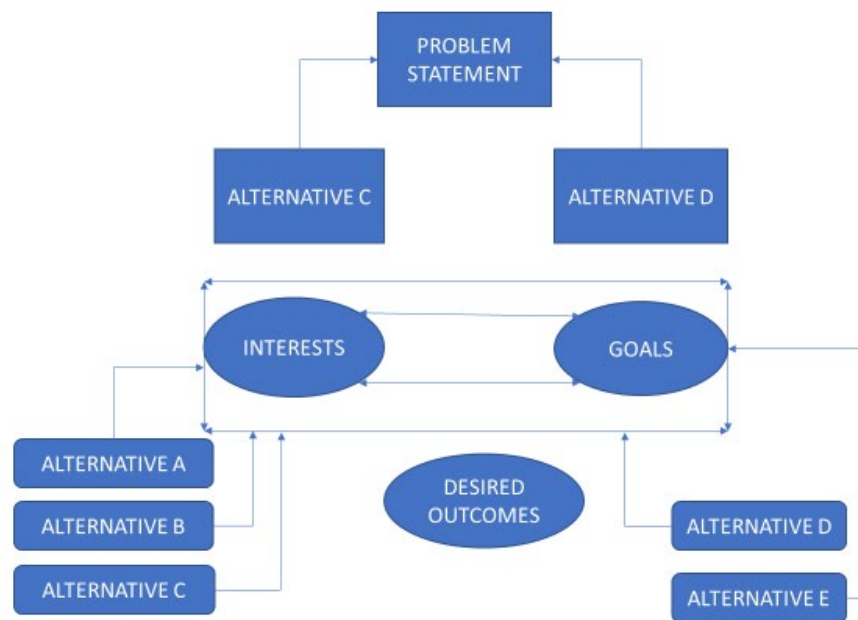 PROBLEM
STATEMENT
ALTERNATIVE C
ALTERNATIVE D
INTERESTS
GOALS
ALTERNATIVE A
ALTERNATIVE B
ALTERNATIVE C
DESIRED
OUTCOMES
ALTERNATIVE D
ALTERNATIVE E